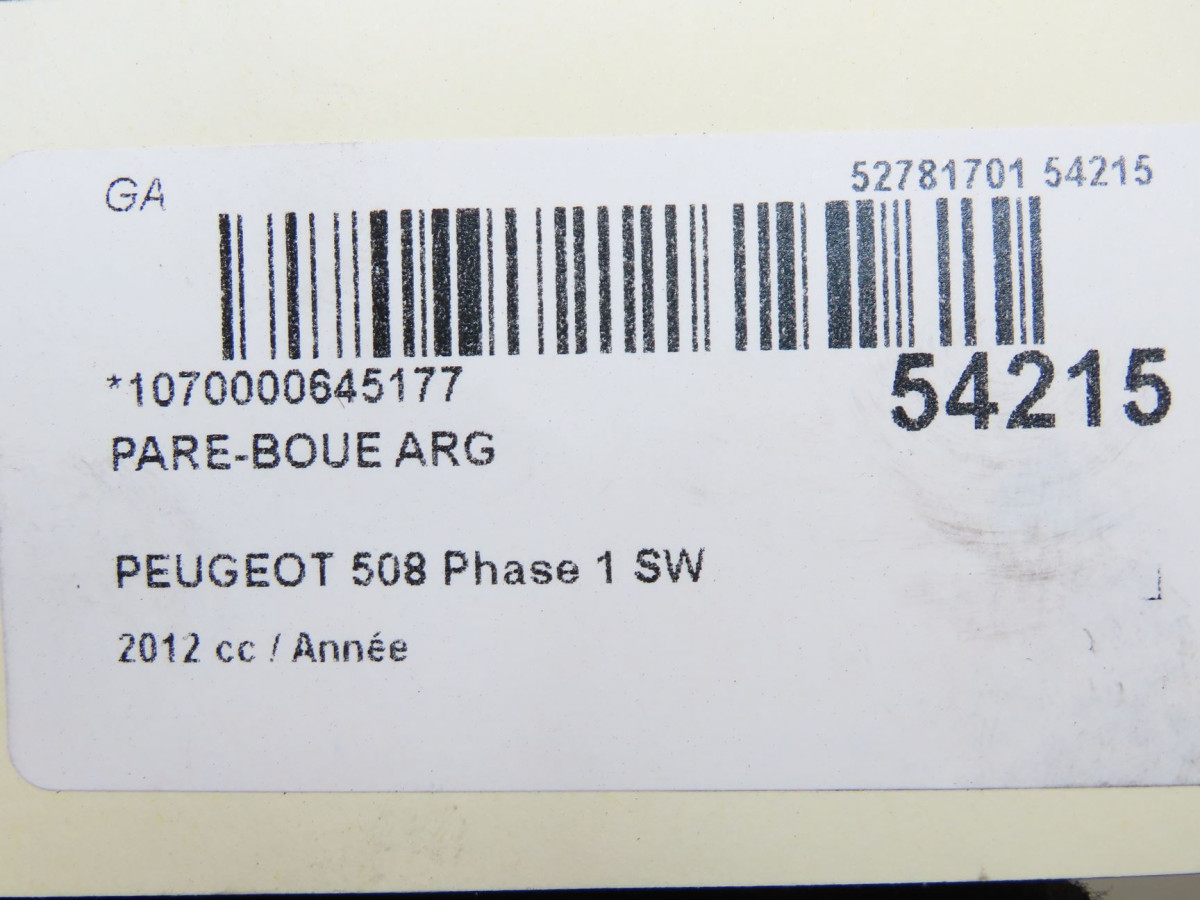 GA
52781701 54215
*1070000645177
54215
PARE-BOUE ARG
PEUGEOT 508 Phase 1 SW
2012 cc / Année